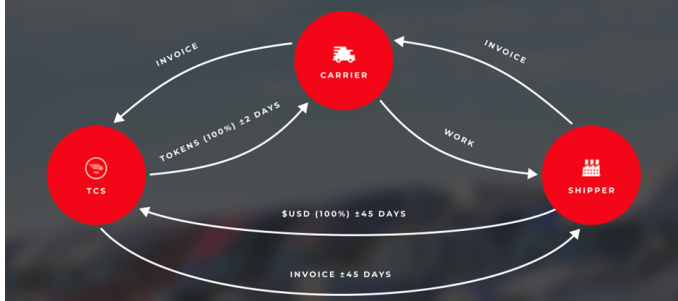 INVOICE
INVOICE
CARRIER
TOKENS (100%) ±2 DAYS
WORK
TCS
SHIPPER
$USD (100%) ±45 DAYS
INVOICE ±45 DAYS